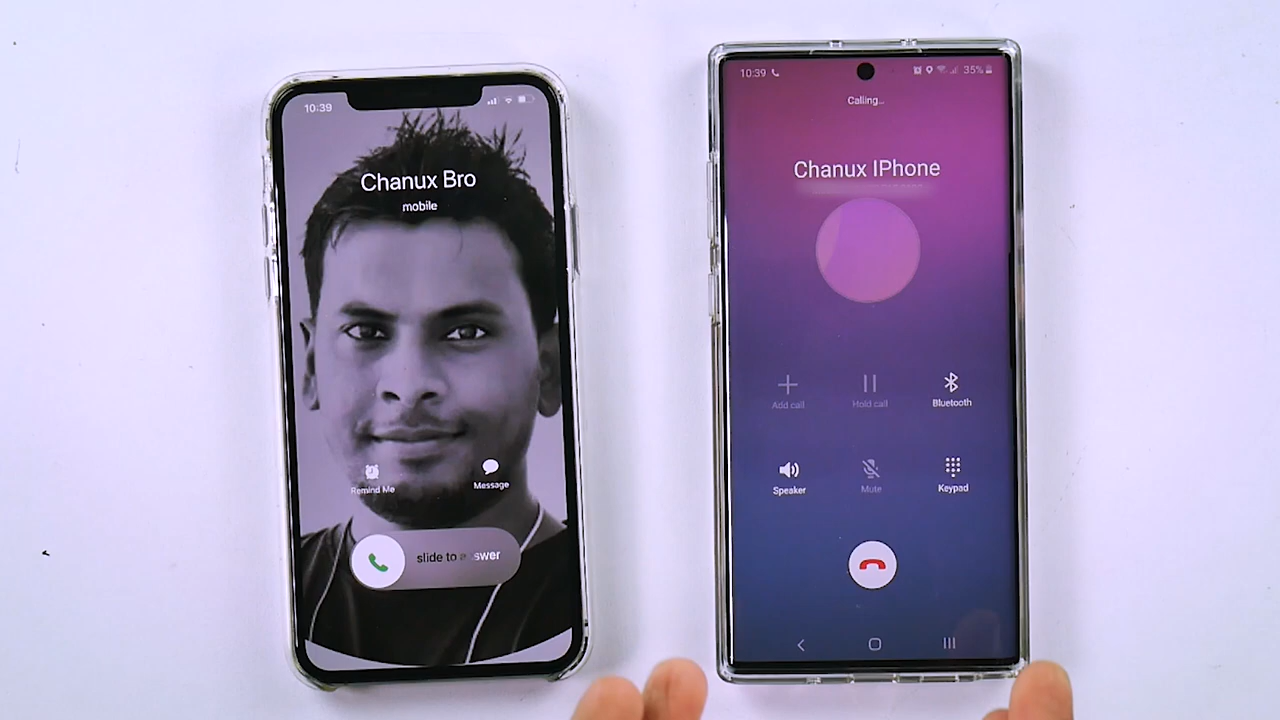 10:39
Chanux Bro
mobile
Remind Me
Message
slide to answer
10:39
35%
Calling...
Chanux IPhone
Add call
Hold call
Bluetooth
Speaker
Mute
Keypad